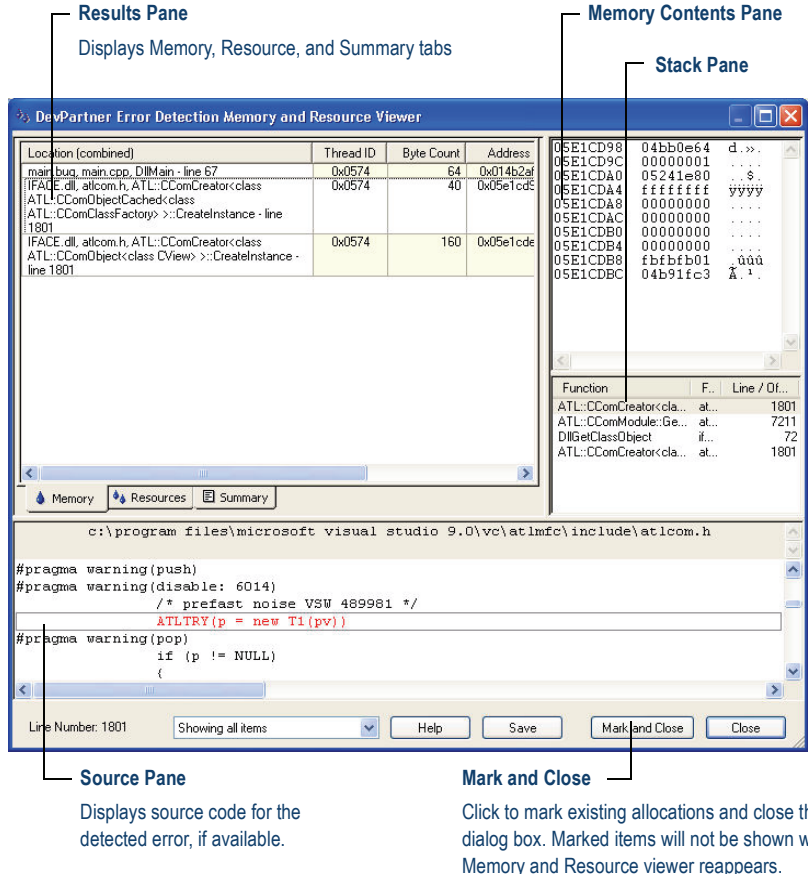 Results Pane
Displays Memory, Resource, and Summary tabs
Memory Contents Pane
Stack Pane
DevPartner Error Detection Memory and Resource Viewer
Location (combined) Thread ID Byte Count Address
main.bug, main.cpp, DllMain - line 67 0x0574 64 0x014b2af
IFACE.dll, atlcom.h, ATL::CComCreator<class 0x0574 40 0x05e1cd9
ATL::CComObjectCached<class
ATL::CComClassFactory> >::CreateInstance - line
1801
IFACE.dll, atlcom.h, ATL::CComCreator<class 0x0574 160 0x05e1cde
ATL::CComObject<class CView> >::CreateInstance -
line 1801
05E1CD98 04bb0e64 d.».
05E1CD9C 00000001 ....
05E1CDA0 05241e80 ..$.
05E1CDA4 ffffffff ÿÿÿÿ
05E1CDA8 00000000 ....
05E1CDAC 00000000 ....
05E1CDB0 00000000 ....
05E1CDB4 00000000 ....
05E1CDB8 fbfbfb01 .ûûû
05E1CDBC 04b91fc3 Ã.¹.
Function F.. Line / Of...
ATL::CComCreator<cla... at... 1801
ATL::CComModule::Ge... at... 7211
DllGetClassObject if... 72
ATL::CComCreator<cla... at... 1801
Memory Resources Summary
c:\program files\microsoft visual studio 9.0\vc\atlmfc\include\atlcom.h
#pragma warning(push)
#pragma warning(disable: 6014)
/* prefast noise VSW 489981 */
ATLTRY(p = new T1(pv))
#pragma warning(pop)
if (p != NULL)
{
Line Number: 1801 Showing all items Help Save Mark and Close Close
Source Pane
Displays source code for the
detected error, if available.
Mark and Close
Click to mark existing allocations and close th
dialog box. Marked items will not be shown w
Memory and Resource viewer reappears.